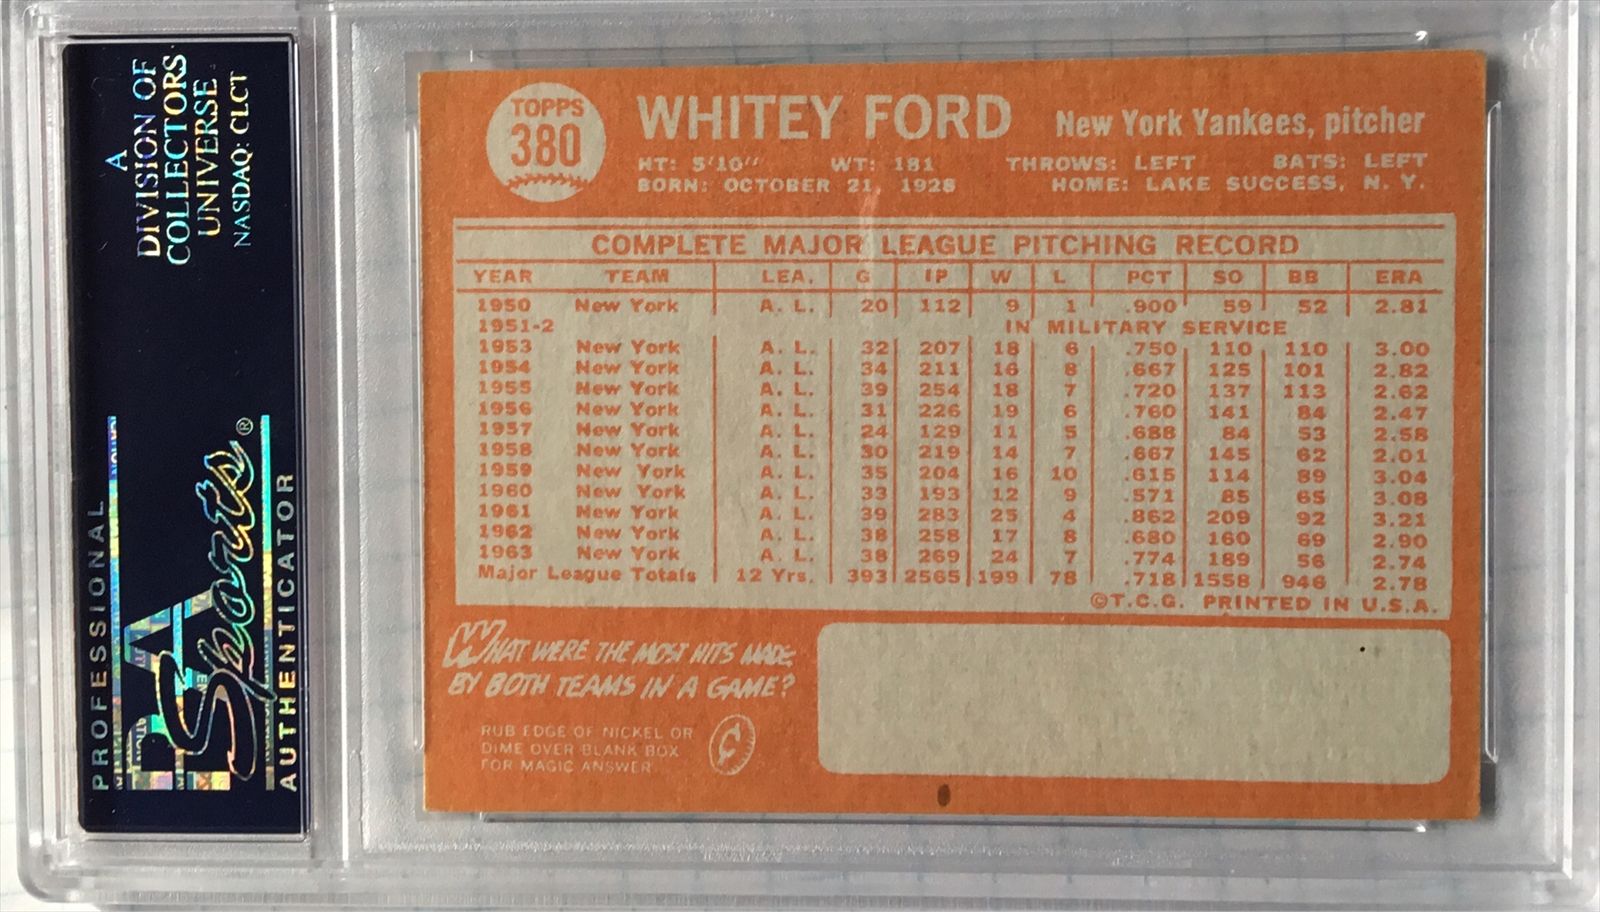 A
DIVISION OF
COLLECTORS
UNIVERSE
NASDAQ: CLCT
PROFESSIONAL
PSA
Sports®
AUTHENTICATOR
TOPPS
380
WHITEY FORD New York Yankees, pitcher
HT: 5'10" WT: 181 THROWS: LEFT BATS: LEFT
BORN: OCTOBER 21, 1928 HOME: LAKE SUCCESS, N. Y.
COMPLETE MAJOR LEAGUE PITCHING RECORD
YEAR TEAM LEA. G IP W L PCT SO BB ERA
1950 New York A. L. 20 112 9 1 .900 59 52 2.81
1951-2 IN MILITARY SERVICE
1953 New York A. L. 32 207 18 6 .750 110 110 3.00
1954 New York A. L. 34 211 16 8 .667 125 101 2.82
1955 New York A. L. 39 254 18 7 .720 137 113 2.62
1956 New York A. L. 31 226 19 6 .760 141 84 2.47
1957 New York A. L. 24 129 11 5 .688 84 53 2.58
1958 New York A. L. 30 219 14 7 .667 145 62 2.01
1959 New York A. L. 35 204 16 10 .615 114 89 3.04
1960 New York A. L. 33 193 12 9 .571 85 65 3.08
1961 New York A. L. 39 283 25 4 .862 209 92 3.21
1962 New York A. L. 38 258 17 8 .680 160 69 2.90
1963 New York A. L. 38 269 24 7 .774 189 56 2.74
Major League Totals 12 Yrs. 393 2565 199 78 .718 1558 946 2.78
©T.C.G. PRINTED IN U.S.A.
WHAT WERE THE MOST HITS MADE
BY BOTH TEAMS IN A GAME?
RUB EDGE OF NICKEL OR
DIME OVER BLANK BOX
FOR MAGIC ANSWER
¢